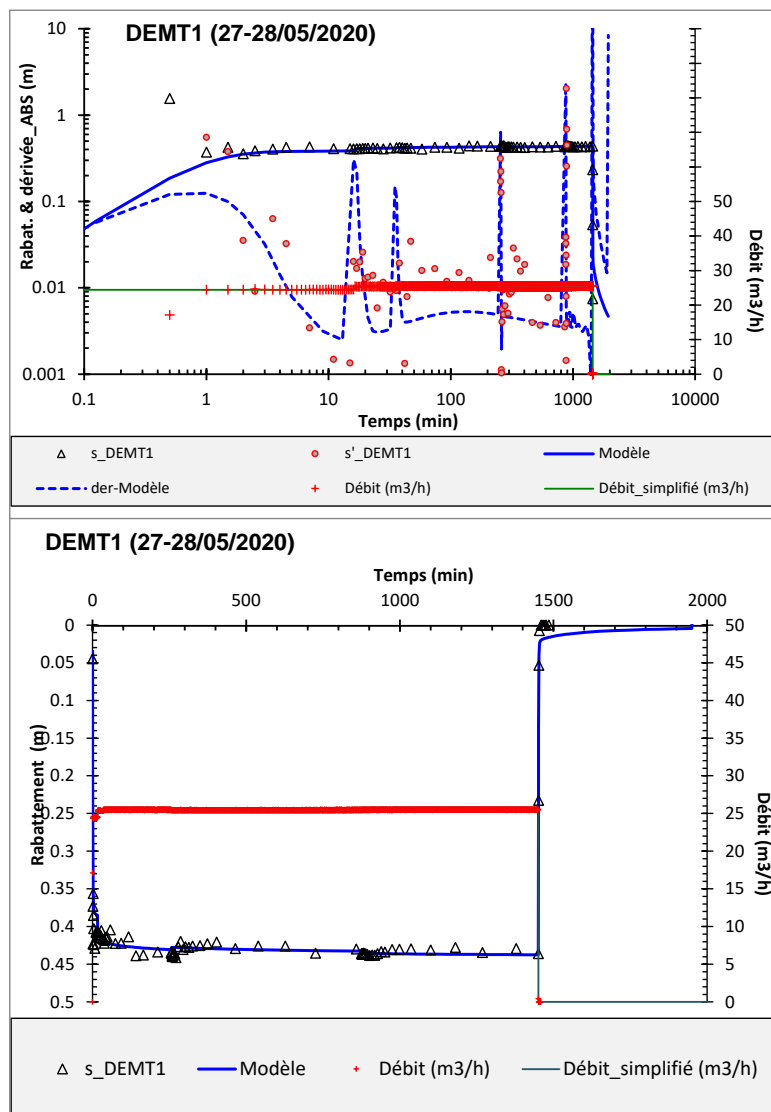 DEMT1 (27-28/05/2020)
Rabat. & dérivée_ABS (m)
10
1
0.1
0.01
0.001
50
40
30
20
10
0
Débit (m3/h)
0.1 1 10 100 1000 10000
Temps (min)
s_DEMT1 s'_DEMT1 Modèle
der-Modèle Débit (m3/h) Débit_simplifié (m3/h)
DEMT1 (27-28/05/2020)
Temps (min)
0 500 1000 1500 2000
Rabattement (m)
0
0.05
0.1
0.15
0.2
0.25
0.3
0.35
0.4
0.45
0.5
50
45
40
35
30
25
20
15
10
5
0
Débit (m3/h)
s_DEMT1 Modèle Débit (m3/h) Débit_simplifié (m3/h)